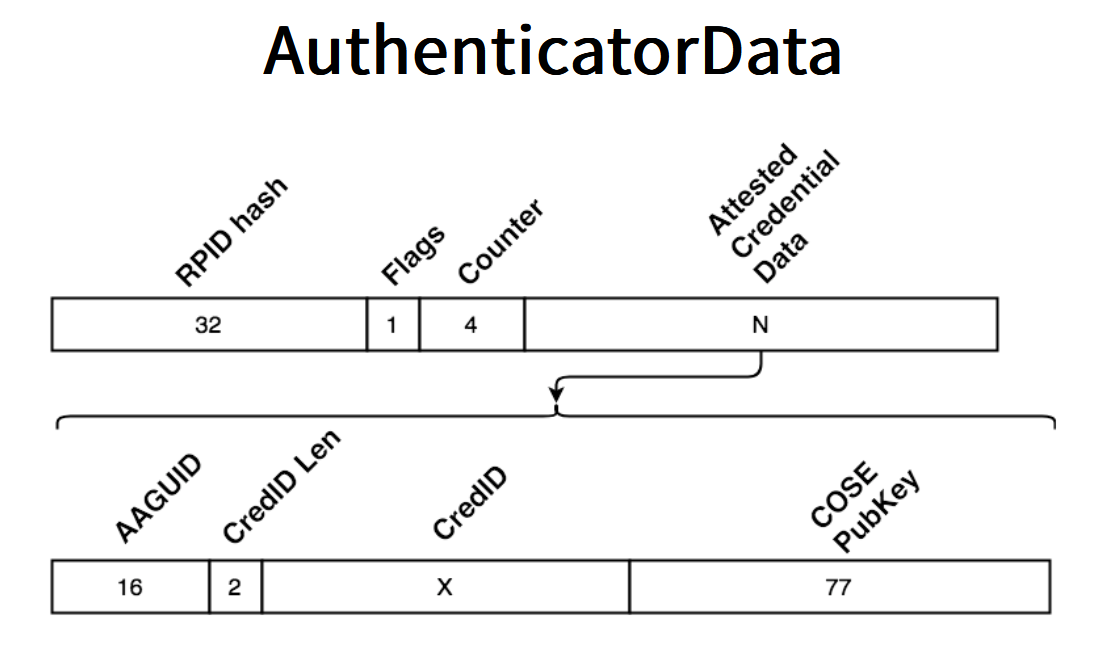 AuthenticatorData
RPID hash
Flags
Counter
Attested
Credential
Data
32
1
4
N
AAGUID
CredID Len
CredID
COSE
PubKey
16
2
X
77